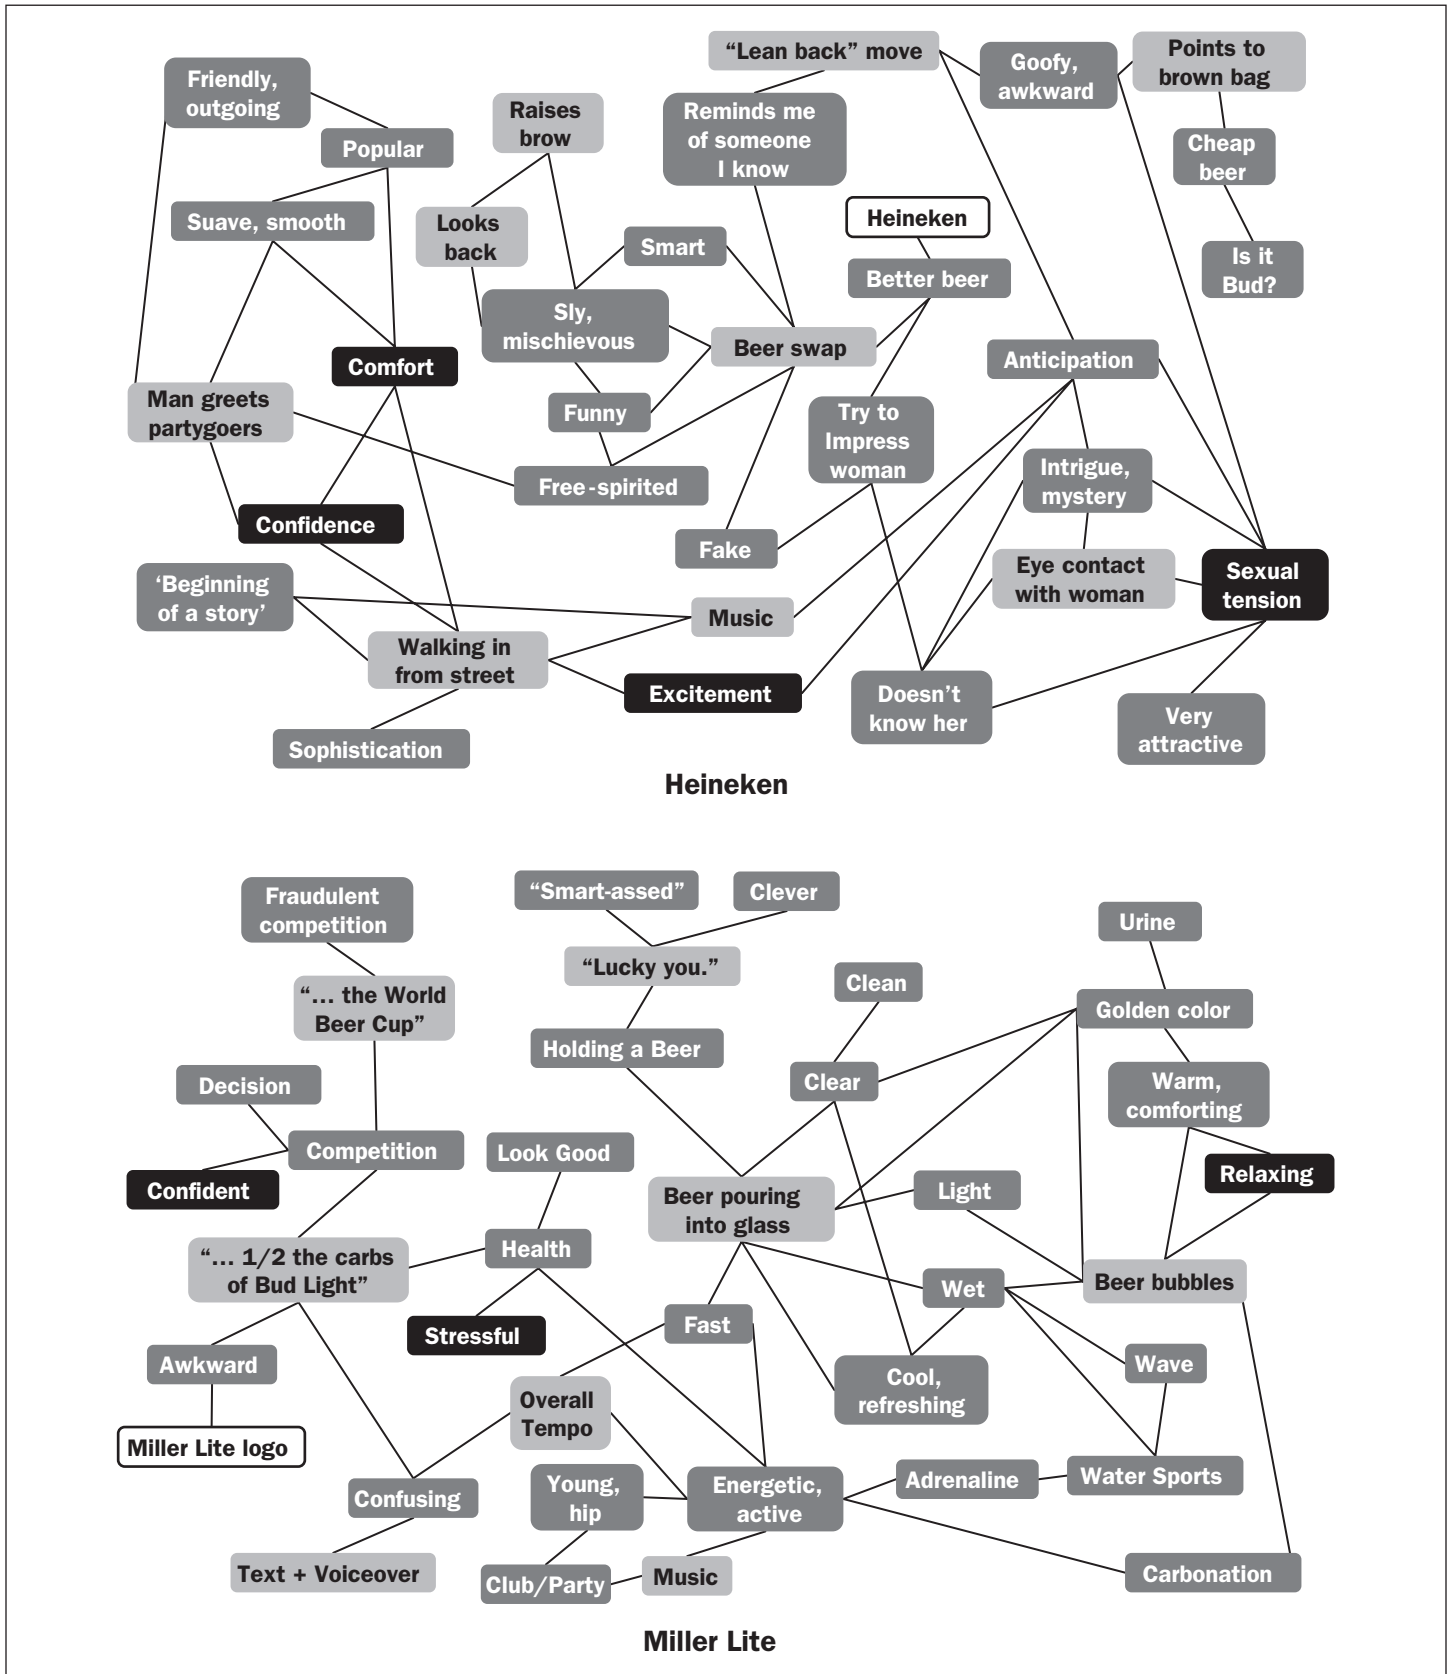 “Lean back” move
Goofy,
awkward
Points to
brown bag
Friendly,
outgoing
Raises
brow
Reminds me
of someone
I know
Popular
Cheap
beer
Suave, smooth
Looks
back
Smart
Heineken
Better beer
Is it
Bud?
Sly,
mischievous
Beer swap
Anticipation
Comfort
Man greets
partygoers
Funny
Try to
Impress
woman
Intrigue,
mystery
Free-spirited
Confidence
Fake
Eye contact
with woman
Sexual
tension
‘Beginning
of a story’
Music
Walking in
from street
Excitement
Doesn’t
know her
Very
attractive
Sophistication
Heineken
Fraudulent
competition
“Smart-assed”
Clever
Urine
“Lucky you.”
Clean
“... the World
Beer Cup”
Golden color
Holding a Beer
Clear
Warm,
comforting
Decision
Competition
Look Good
Relaxing
Confident
Beer pouring
into glass
Light
“... 1/2 the carbs
of Bud Light”
Health
Wet
Beer bubbles
Stressful
Fast
Awkward
Wave
Cool,
refreshing
Overall
Tempo
Miller Lite logo
Confusing
Young,
hip
Energetic,
active
Adrenaline
Water Sports
Text + Voiceover
Club/Party
Music
Carbonation
Miller Lite